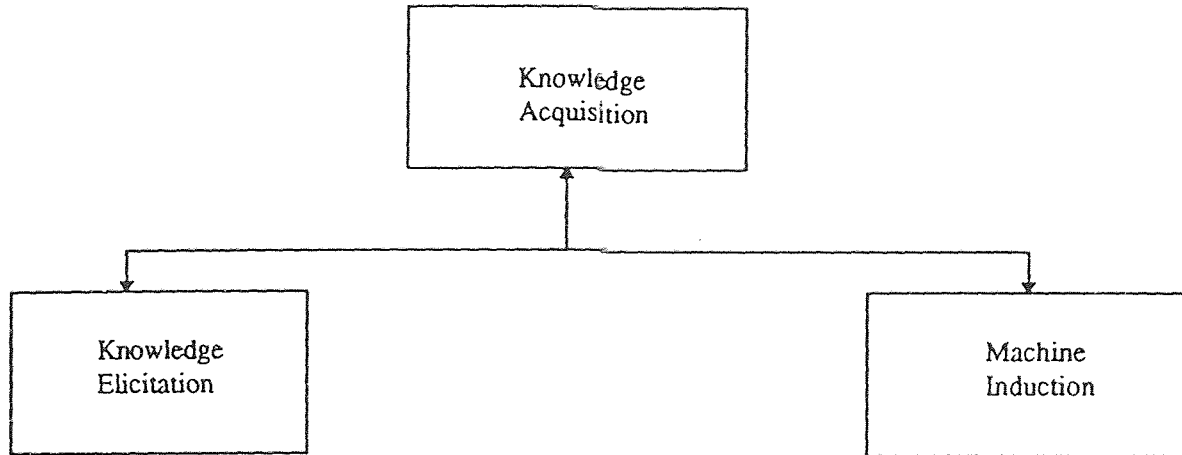 Knowledge
Acquisition
Knowledge
Elicitation
Machine
Induction